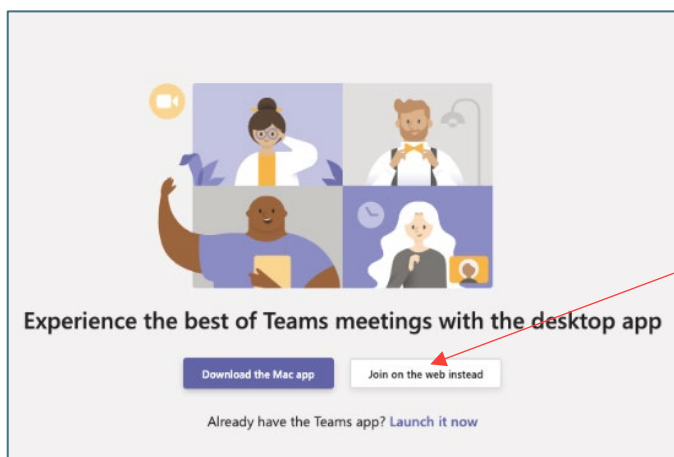 Experience the best of Teams meetings with the desktop app
Download the Mac app
Join on the web instead
Already have the Teams app? Launch it now